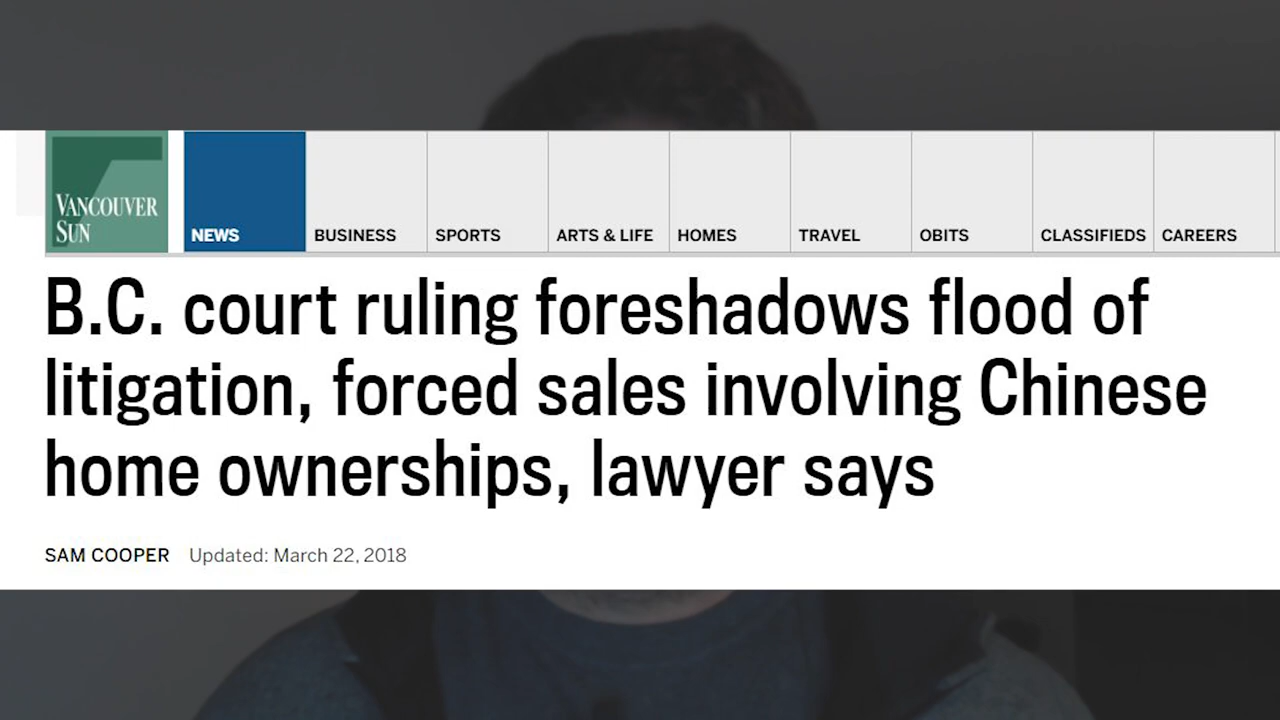 VANCOUVER
SUN
NEWS BUSINESS SPORTS ARTS & LIFE HOMES TRAVEL OBITS CLASSIFIEDS CAREERS
B.C. court ruling foreshadows flood of
litigation, forced sales involving Chinese
home ownerships, lawyer says
SAM COOPER Updated: March 22, 2018